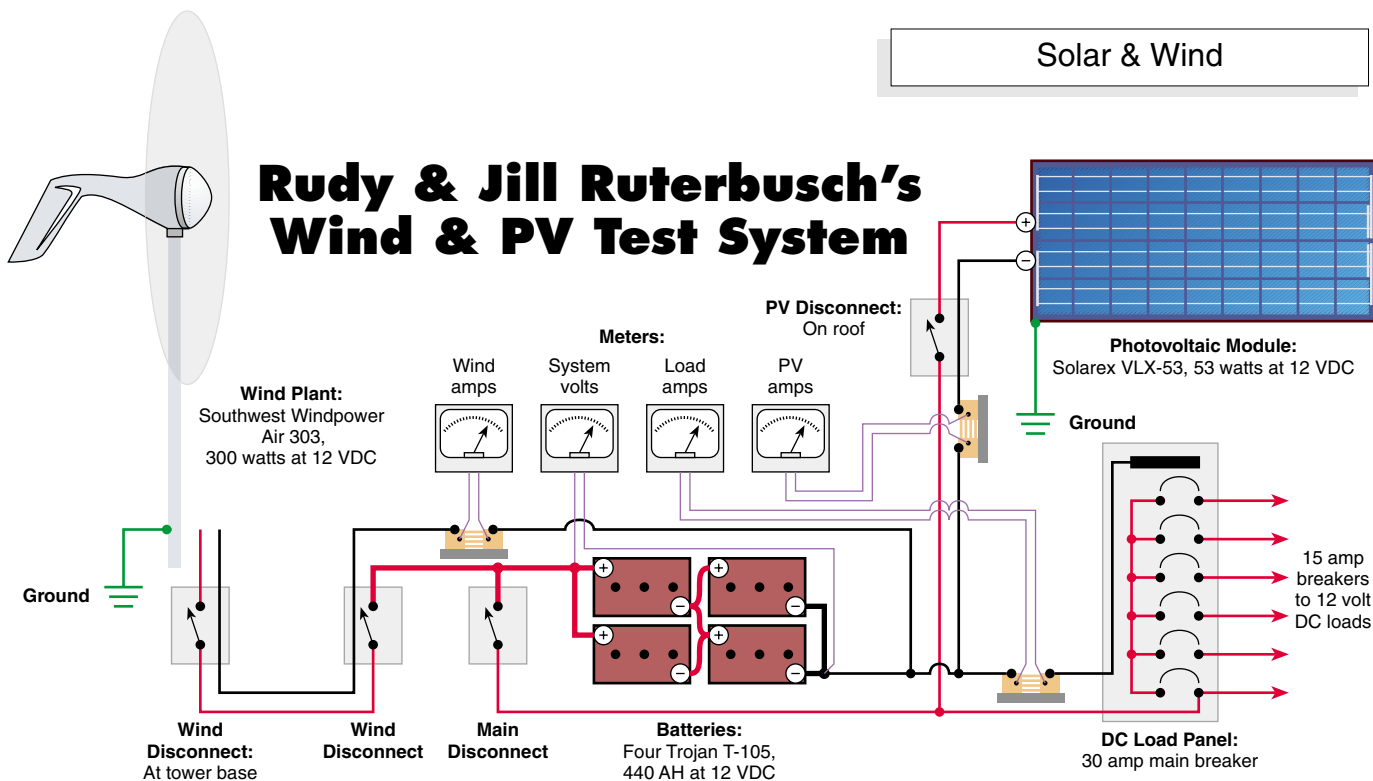 Solar & Wind
Rudy & Jill Ruterbusch’s
Wind & PV Test System
+
−
PV Disconnect:
On roof
Photovoltaic Module:
Solarex VLX-53, 53 watts at 12 VDC
Ground
Meters:
Wind
amps
System
volts
Load
amps
PV
amps
Wind Plant:
Southwest Windpower
Air 303,
300 watts at 12 VDC
Ground
+
−
+
−
+
−
+
−
15 amp
breakers
to 12 volt
DC loads
Wind
Disconnect:
At tower base
Wind
Disconnect
Main
Disconnect
Batteries:
Four Trojan T-105,
440 AH at 12 VDC
DC Load Panel:
30 amp main breaker